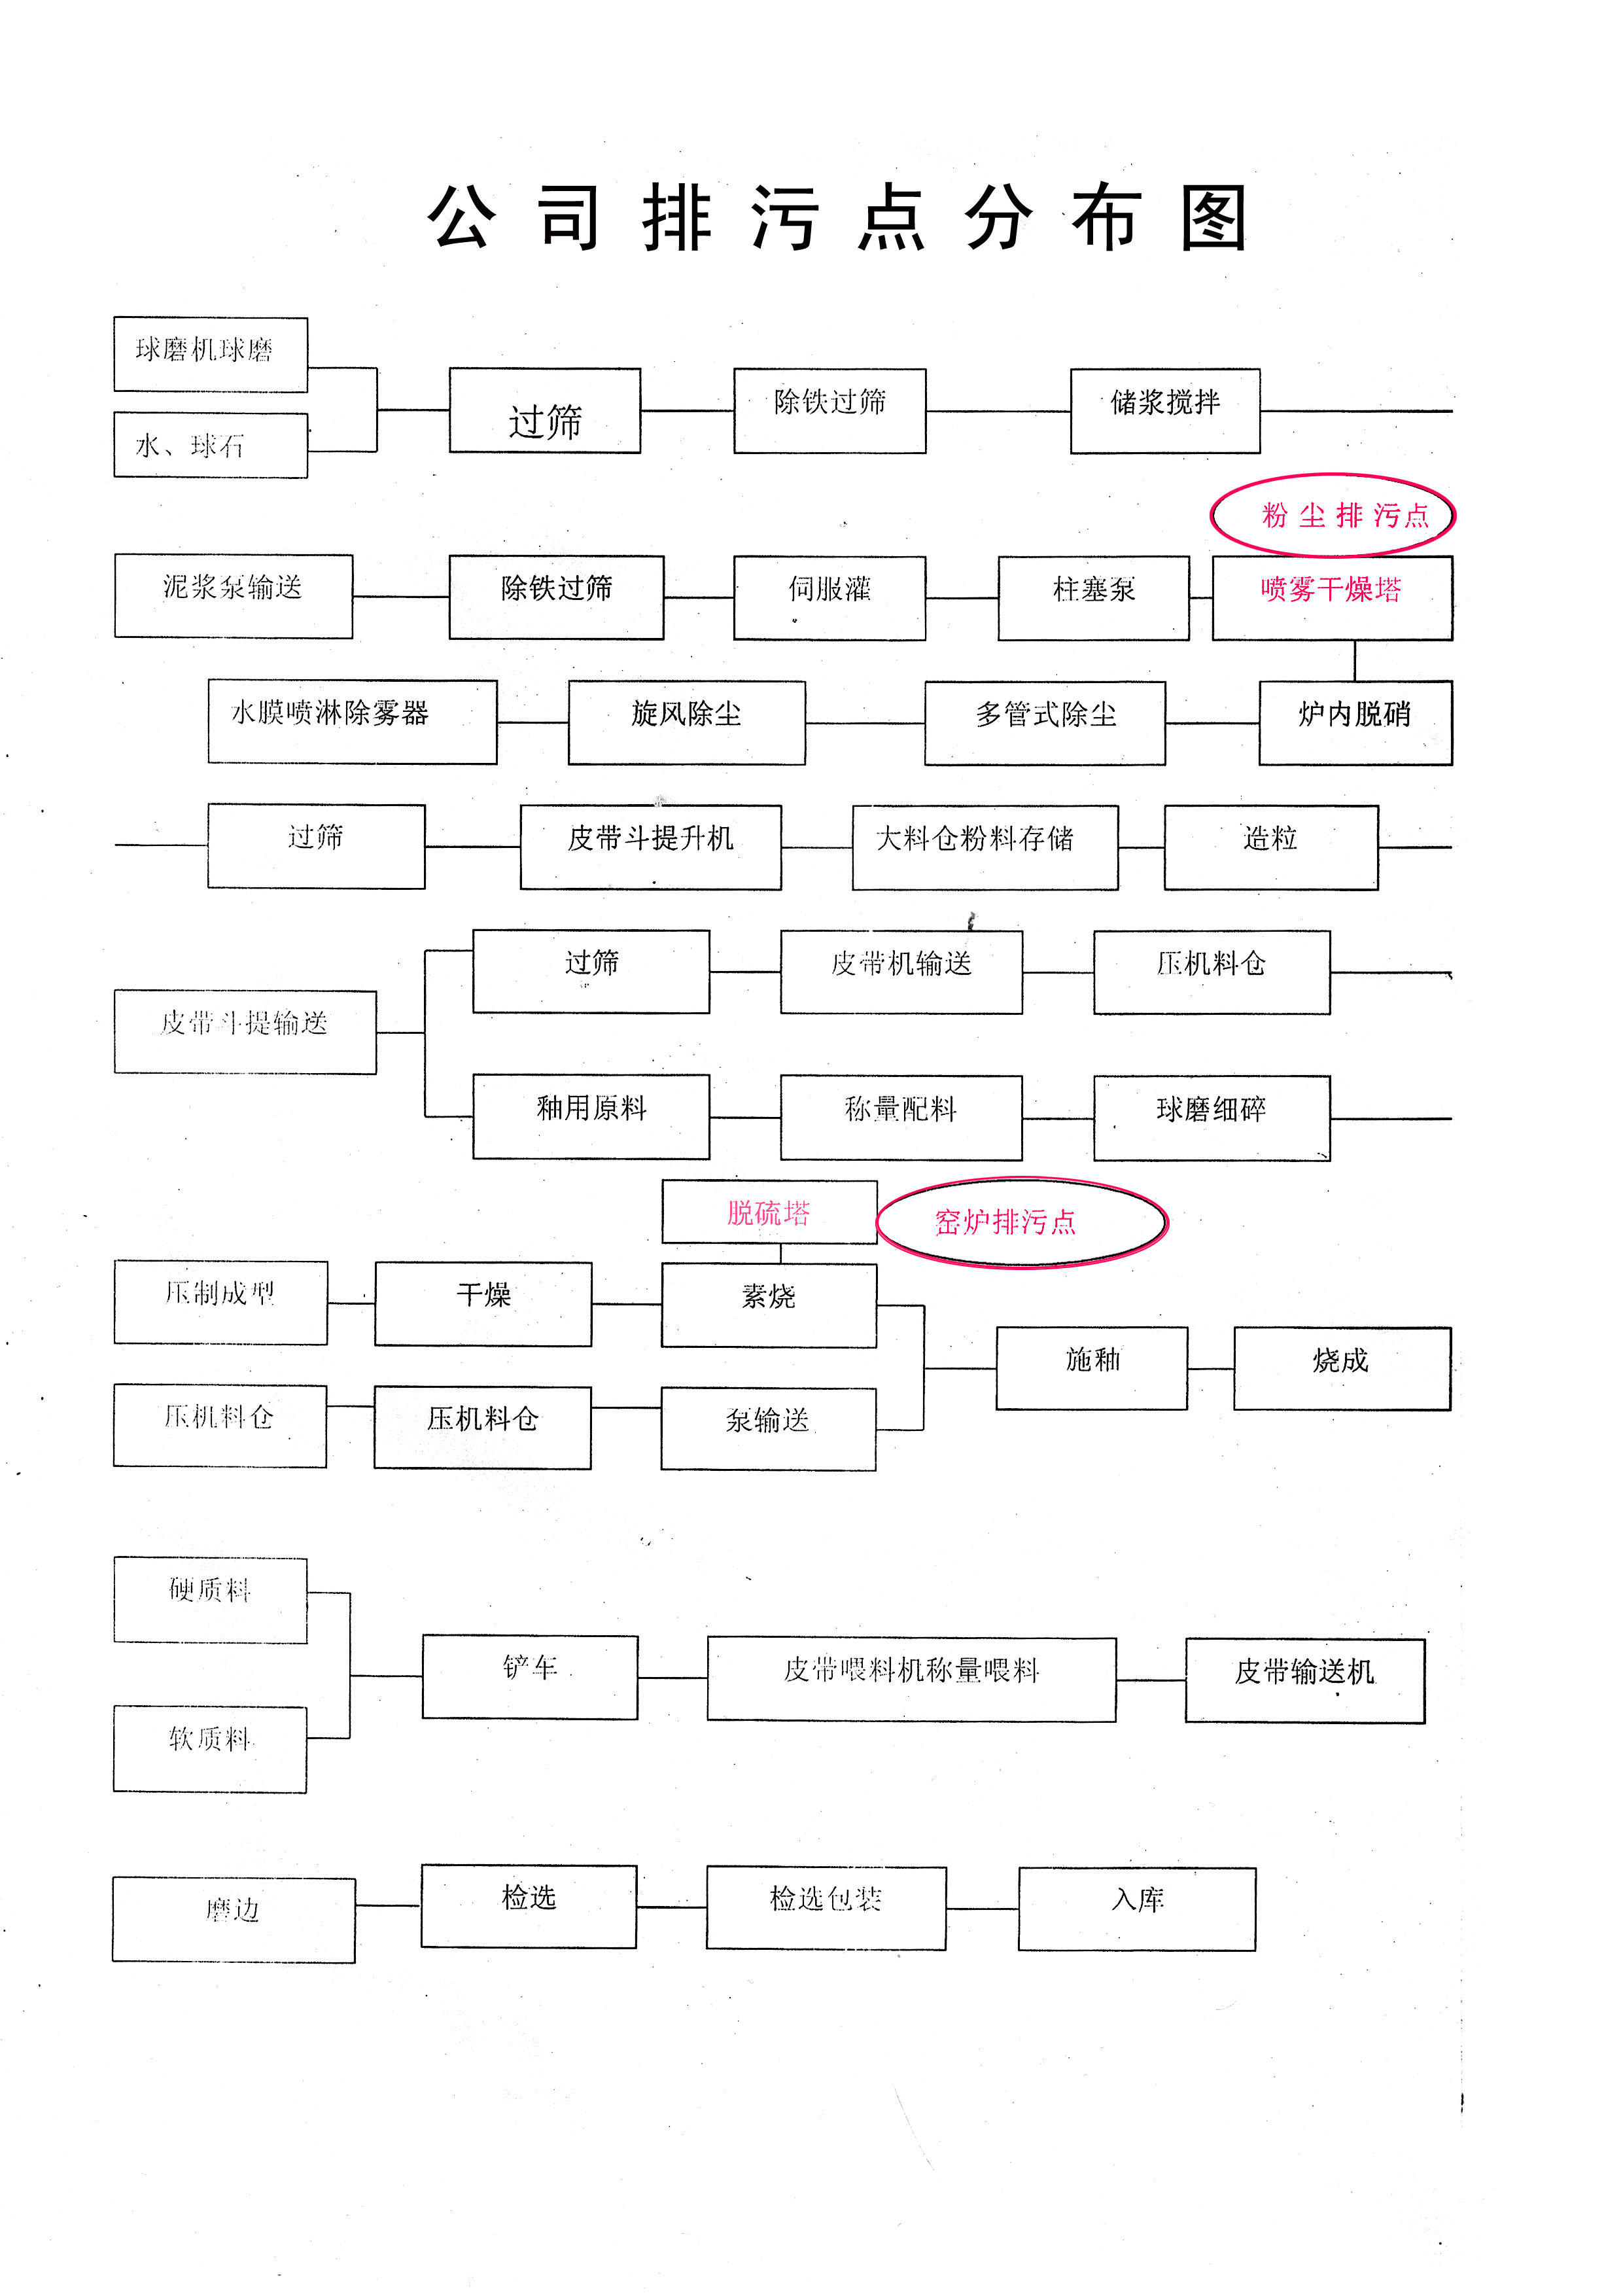 公司排污点分布图
球磨机球磨
水、球石
过筛
除铁过筛
储浆搅拌
粉尘排污点
泥浆泵输送
除铁过筛
伺服灌
柱塞泵
喷雾干燥塔
水膜喷淋除雾器
旋风除尘
多管式除尘
炉内脱硝
过筛
皮带斗提升机
大料仓粉料存储
造粒
皮带斗提输送
过筛
皮带机输送
压机料仓
釉用原料
称量配料
球磨细碎
脱硫塔
窑炉排污点
压制成型
干燥
素烧
施釉
烧成
压机料仓
压机料仓
泵输送
硬质料
软质料
铲车
皮带喂料机称量喂料
皮带输送机
磨边
检选
检选包装
入库